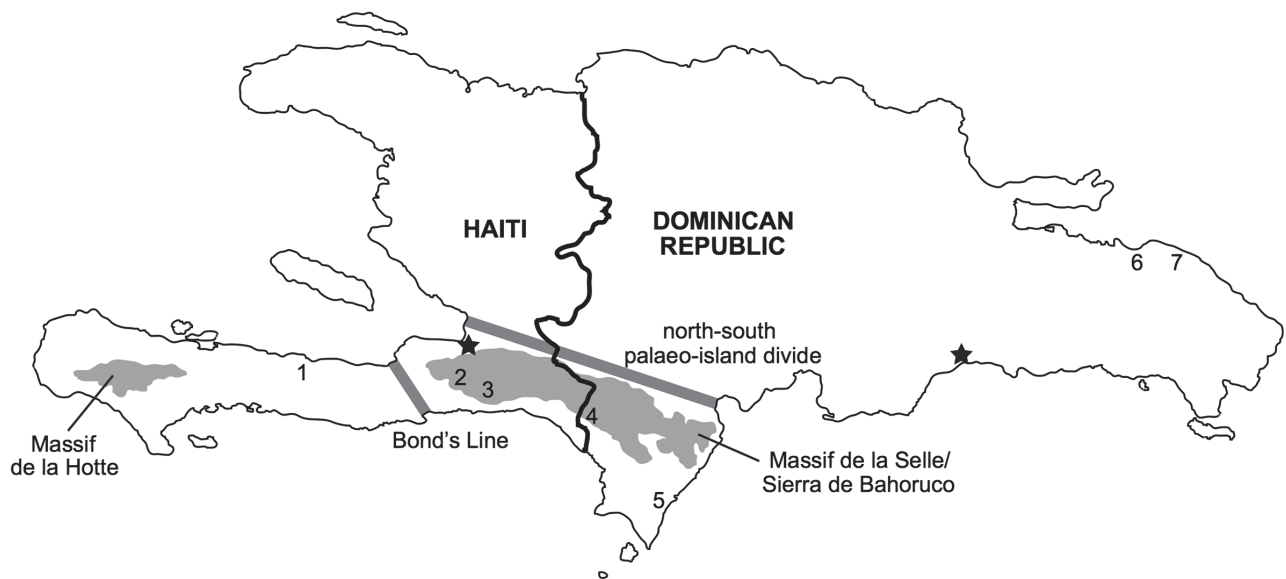 HAITI
DOMINICAN
REPUBLIC
6
7
north-south
palaeo-island divide
1
2
3
4
Massif
de la Hotte
Bond's Line
Massif de la Selle/
Sierra de Bahoruco
5